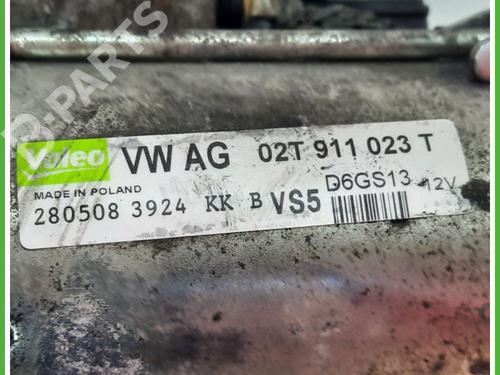 B-PARTS
Valeo VW AG 02T 911 023 T
MADE IN POLAND D6GS13 12V
280508 3924 KK B VS5